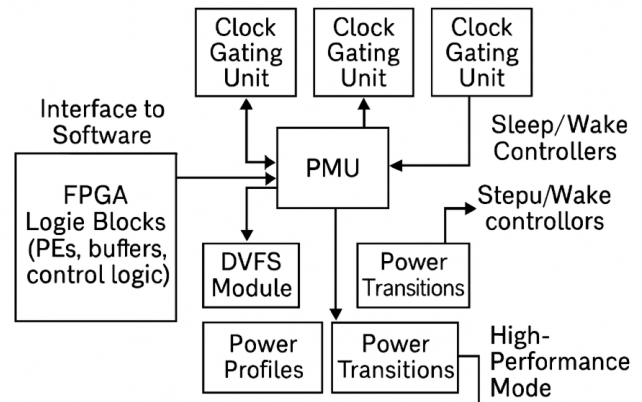 Clock
Gating
Unit
Clock
Gating
Unit
Clock
Gating
Unit
Interface to
Software
Sleep/Wake
Controllers
PMU
FPGA
Logie Blocks
(PEs, buffers,
control logic)
Stepu/Wake
controllors
DVFS
Module
Power
Transitions
Power
Profiles
Power
Transitions
High-
Performance
Mode